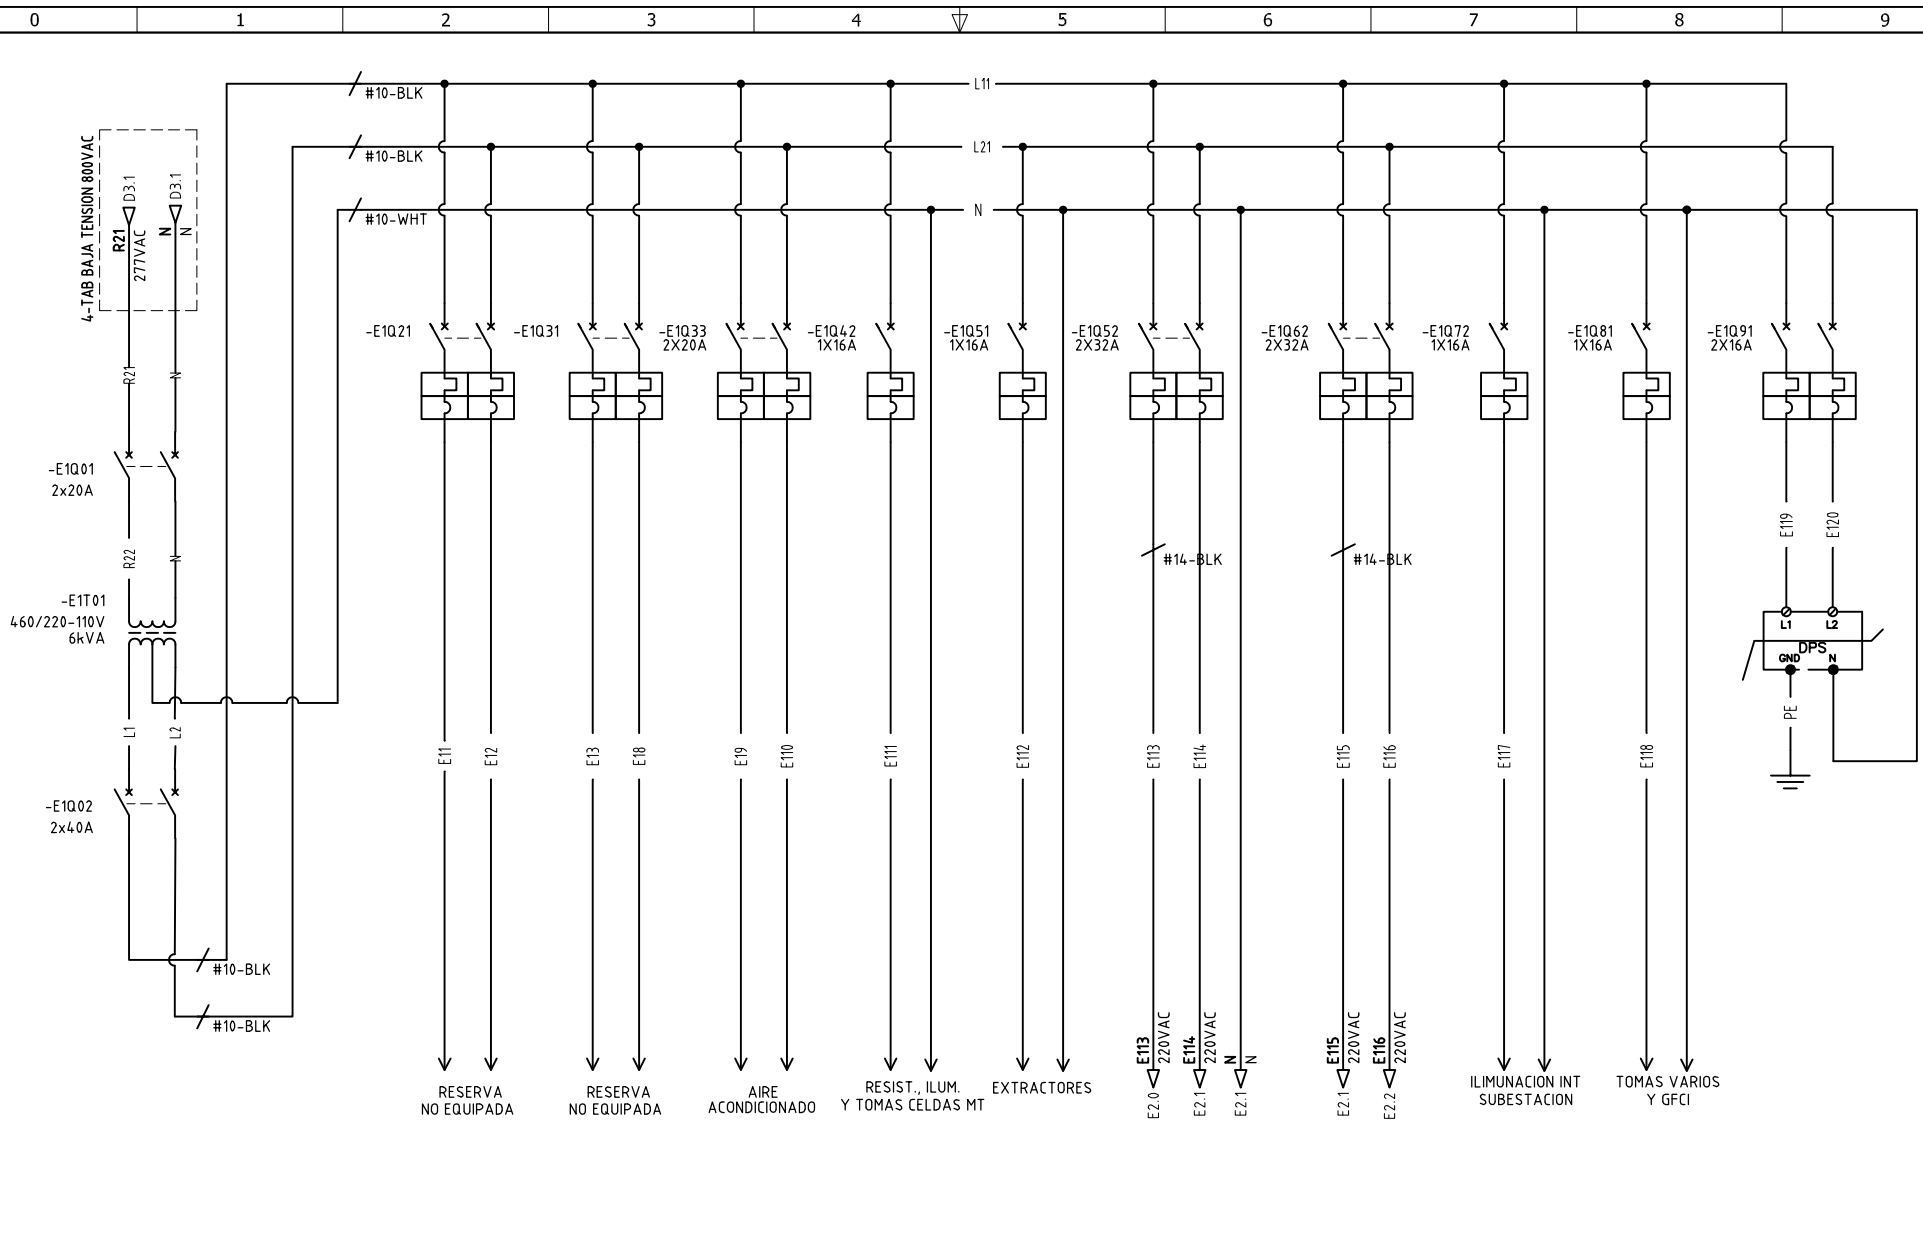 0 1 2 3 4 5 6 7 8 9
L11
#10-BLK
L21
#10-BLK
N
#10-WHT
4-TAB BAJA TENSION 800VAC
D3.1
D3.1
R21
277VAC
N
N
-E1Q21
-E1Q31
-E1Q33
2X20A
-E1Q42
1X16A
-E1Q51
1X16A
-E1Q52
2X32A
-E1Q62
2X32A
-E1Q72
1X16A
-E1Q81
1X16A
-E1Q91
2X16A
R21
N
-E1Q01
2x20A
R22
N
#14-BLK
#14-BLK
E119
E120
-E1T01
460/220-110V
6kVA
L1 L2
DPS
GND N
PE
L1
L2
E11
E12
E13
E18
E19
E110
E111
E112
E113
E114
E115
E116
E117
E118
-E1Q02
2x40A
#10-BLK
#10-BLK
E113
220VAC
E114
220VAC
N
N
E115
220VAC
E116
220VAC
E2.0
E2.1
E2.1
E2.1
E2.2
RESERVA
NO EQUIPADA
RESERVA
NO EQUIPADA
AIRE
ACONDICIONADO
RESIST., ILUM.
Y TOMAS CELDAS MT
EXTRACTORES
ILIMUNACION INT
SUBESTACION
TOMAS VARIOS
Y GFCI